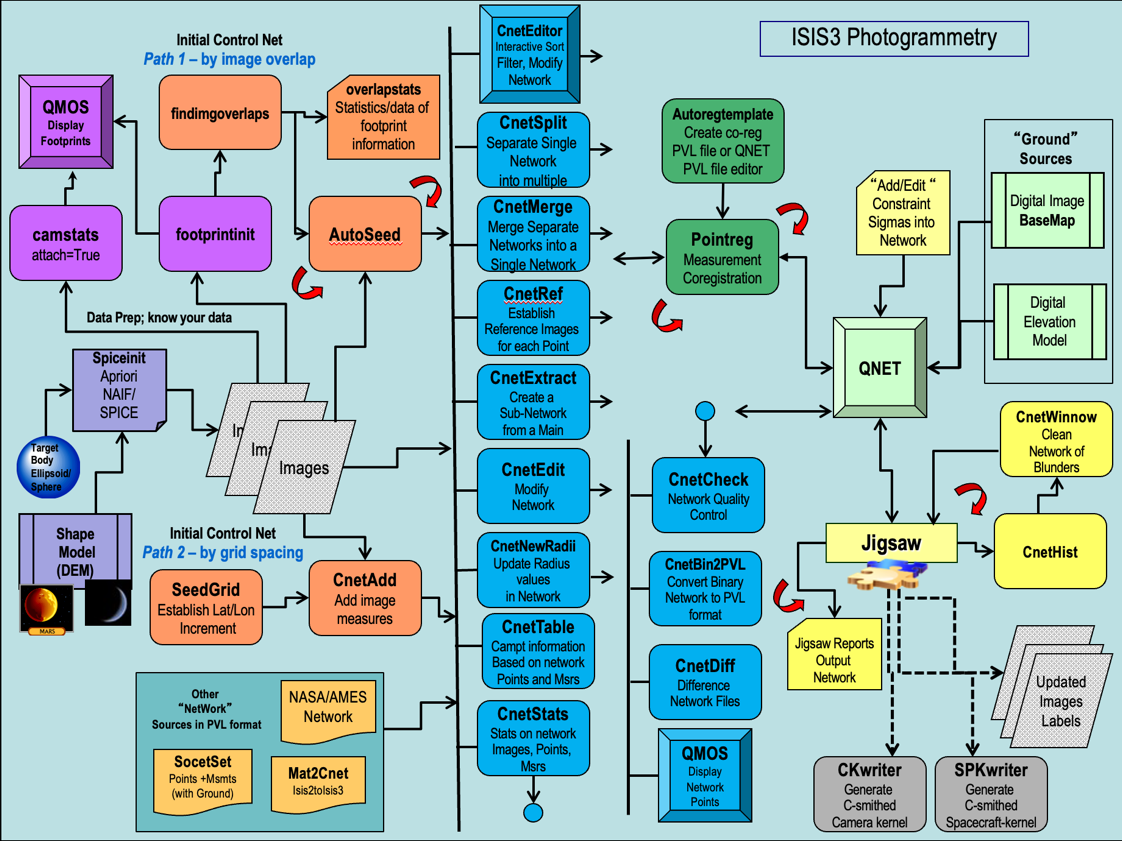 ISIS3 Photogrammetry
Initial Control Net
Path 1 – by image overlap
QMOS
Display
Footprints
findimgoverlaps
overlapstats
Statistics/data of
footprint
information
camstats
attach=True
footprintinit
AutoSeed
Data Prep; know your data
Spiceinit
Apriori
NAIF/
SPICE
Target
Body
Ellipsoid/
Sphere
Shape
Model
(DEM)
MARS
Im
Images
Initial Control Net
Path 2 – by grid spacing
SeedGrid
Establish Lat/Lon
Increment
CnetAdd
Add image
measures
Other
“NetWork”
Sources in PVL format
NASA/AMES
Network
SocetSet
Points +Msmts
(with Ground)
Mat2Cnet
Isis2toIsis3
CnetEditor
Interactive Sort
Filter, Modify
Network
CnetSplit
Separate Single
Network
into multiple
CnetMerge
Merge Separate
Networks into a
Single Network
CnetRef
Establish
Reference Images
for each Point
CnetExtract
Create a
Sub-Network
from a Main
CnetEdit
Modify
Network
CnetNewRadii
Update Radius
values
in Network
CnetTable
Campt information
Based on network
Points and Msrs
CnetStats
Stats on network
Images, Points,
Msrs
Autoregtemplate
Create co-reg
PVL file or QNET
PVL file editor
Pointreg
Measurement
Coregistration
CnetCheck
Network Quality
Control
CnetBin2PVL
Convert Binary
Network to PVL
format
CnetDiff
Difference
Network Files
QMOS
Display
Network
Points
“Add/Edit “
Constraint
Sigmas into
Network
“Ground”
Sources
Digital Image
BaseMap
Digital
Elevation
Model
QNET
CnetWinnow
Clean
Network of
Blunders
Jigsaw
CnetHist
Jigsaw Reports
Output
Network
Updated
Images
Labels
CKwriter
Generate
C-smithed
Camera kernel
SPKwriter
Generate
C-smithed
Spacecraft-kernel